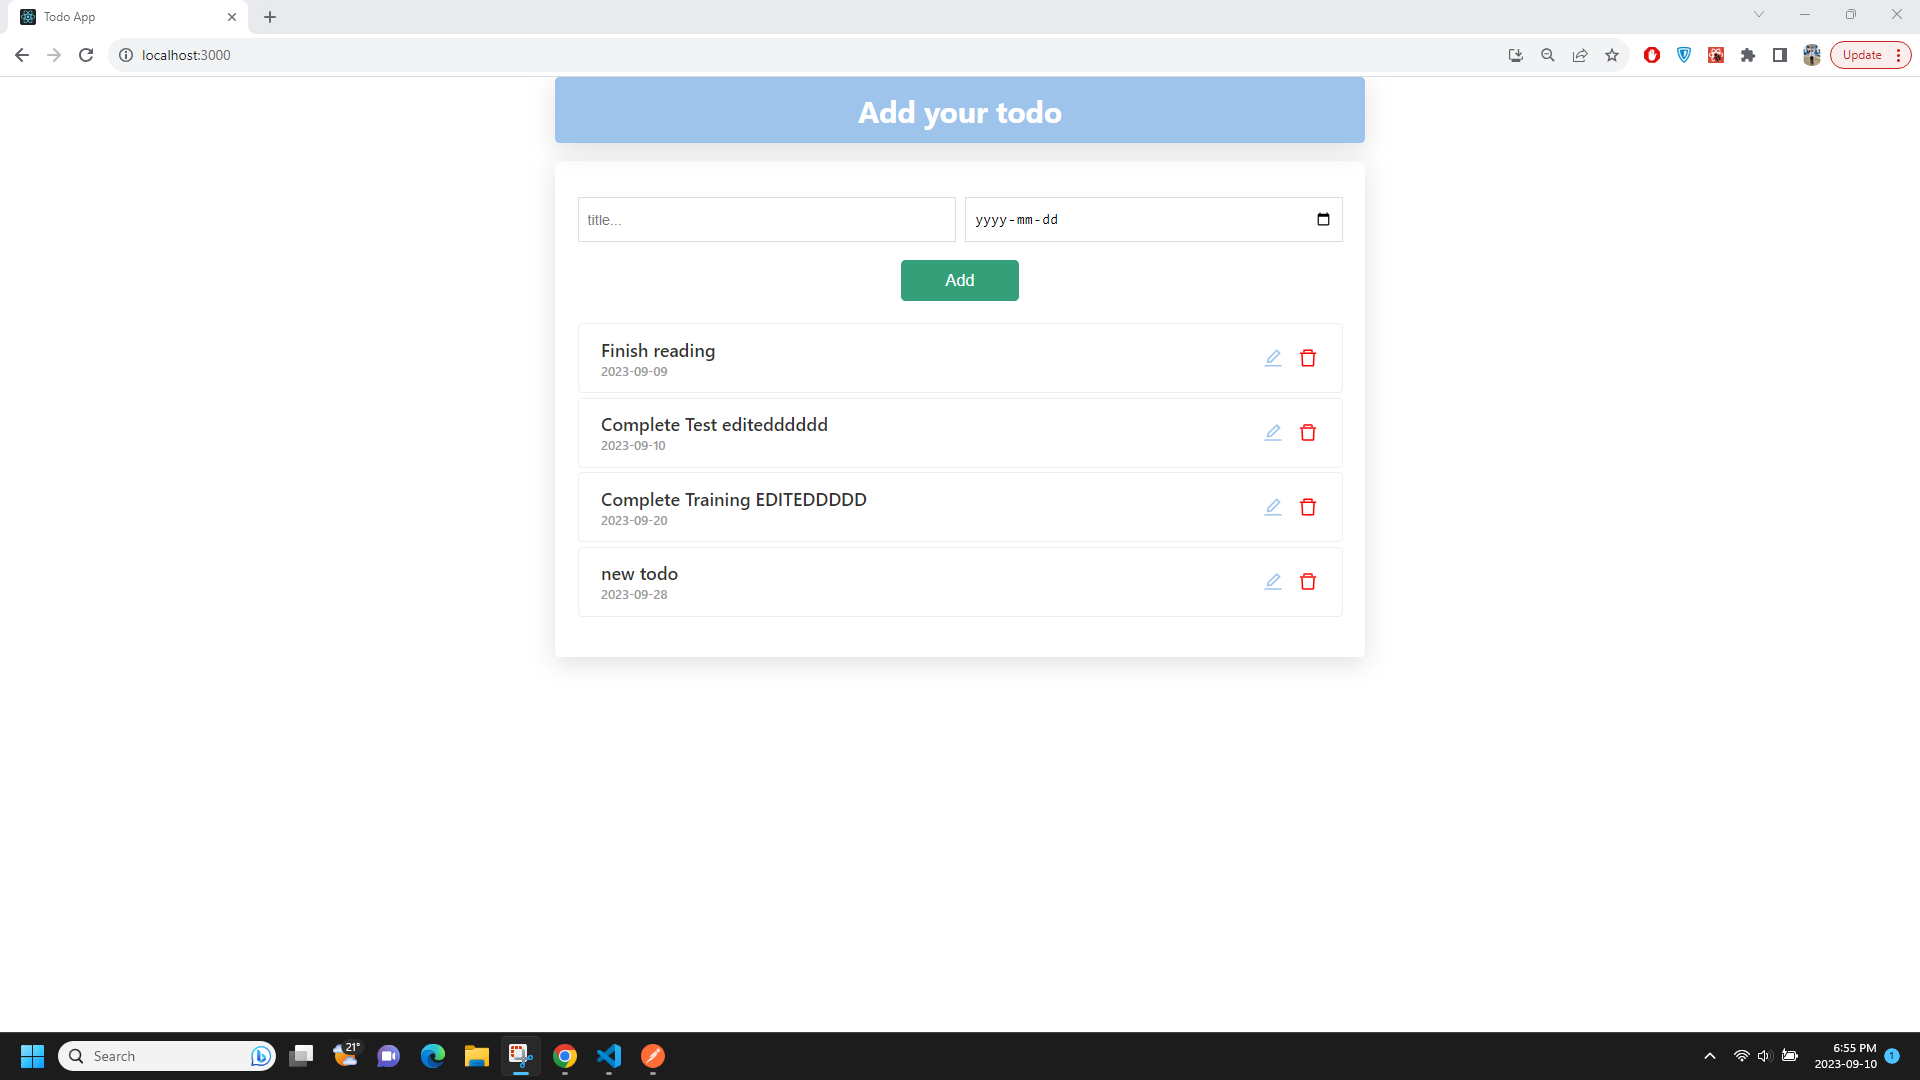 Todo App
localhost:3000
Update
Add your todo
title...
yyyy-mm-dd
Add
Finish reading
2023-09-09
Complete Test editedddddd
2023-09-10
Complete Training EDITEDDDDD
2023-09-20
new todo
2023-09-28
Search
21°
6:55 PM
2023-09-10
1